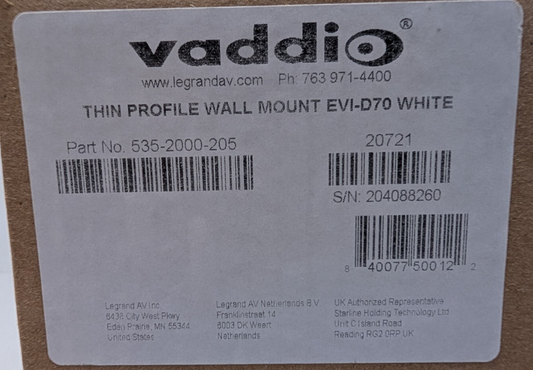 vaddio®
www.legrandav.com Ph: 763 971-4400
THIN PROFILE WALL MOUNT EVI-D70 WHITE
Part No. 535-2000-205
20721
S/N: 204088260
8 40077 50012 2
Legrand AV Inc.
6436 City West Pkwy
Eden Prairie, MN 55344
United States
Legrand AV Netherlands B.V.
Franklinstraat 14
6003 DK Weert
Netherlands
UK Authorized Representative
Starline Holding Technology Ltd
Unit C Island Road
Reading RG2 0RP UK